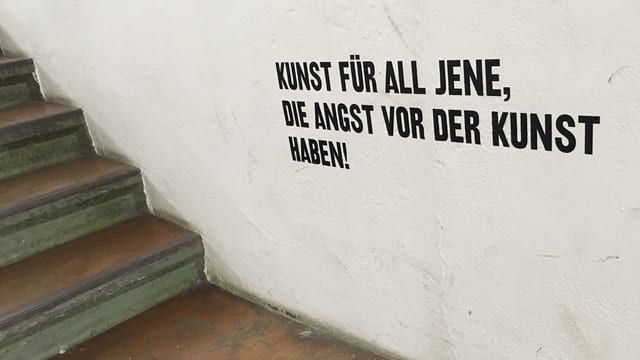 KUNST FÜR ALL JENE,
DIE ANGST VOR DER KUNST
HABEN!